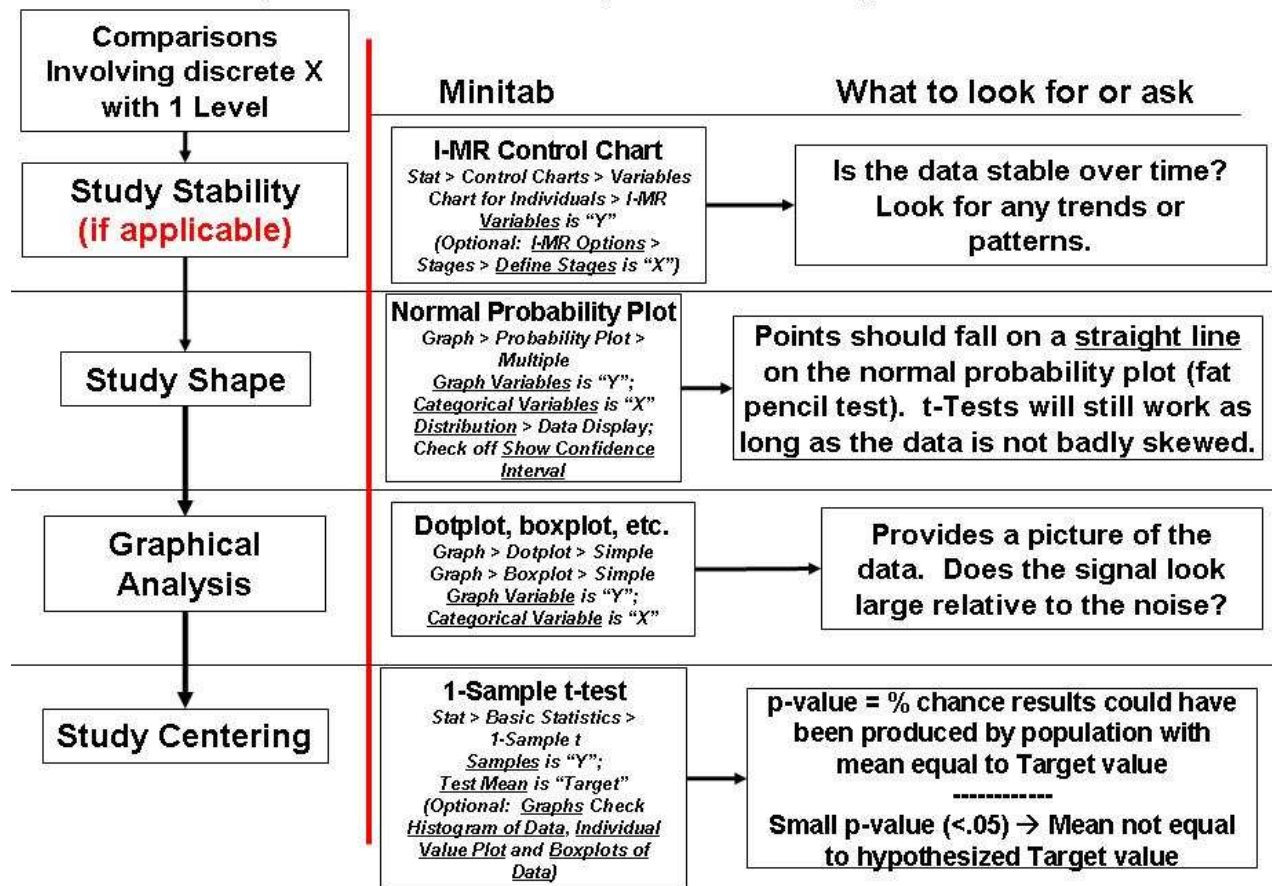 Comparisons
Involving discrete X
with 1 Level
Minitab
What to look for or ask
Study Stability
(if applicable)
I-MR Control Chart
Stat > Control Charts > Variables
Chart for Individuals > I-MR
Variables is “Y”
(Optional: I-MR Options >
Stages > Define Stages is “X”)
Is the data stable over time?
Look for any trends or
patterns.
Study Shape
Normal Probability Plot
Graph > Probability Plot >
Multiple
Graph Variables is “Y”;
Categorical Variables is “X”
Distribution > Data Display;
Check off Show Confidence
Interval
Points should fall on a straight line
on the normal probability plot (fat
pencil test). t-Tests will still work as
long as the data is not badly skewed.
Graphical
Analysis
Dotplot, boxplot, etc.
Graph > Dotplot > Simple
Graph > Boxplot > Simple
Graph Variable is “Y”;
Categorical Variable is “X”
Provides a picture of the
data. Does the signal look
large relative to the noise?
Study Centering
1-Sample t-test
Stat > Basic Statistics >
1-Sample t
Samples is “Y”;
Test Mean is “Target”
(Optional: Graphs Check
Histogram of Data, Individual
Value Plot and Boxplots of
Data)
p-value = % chance results could have
been produced by population with
mean equal to Target value
------------
Small p-value (<.05) → Mean not equal
to hypothesized Target value